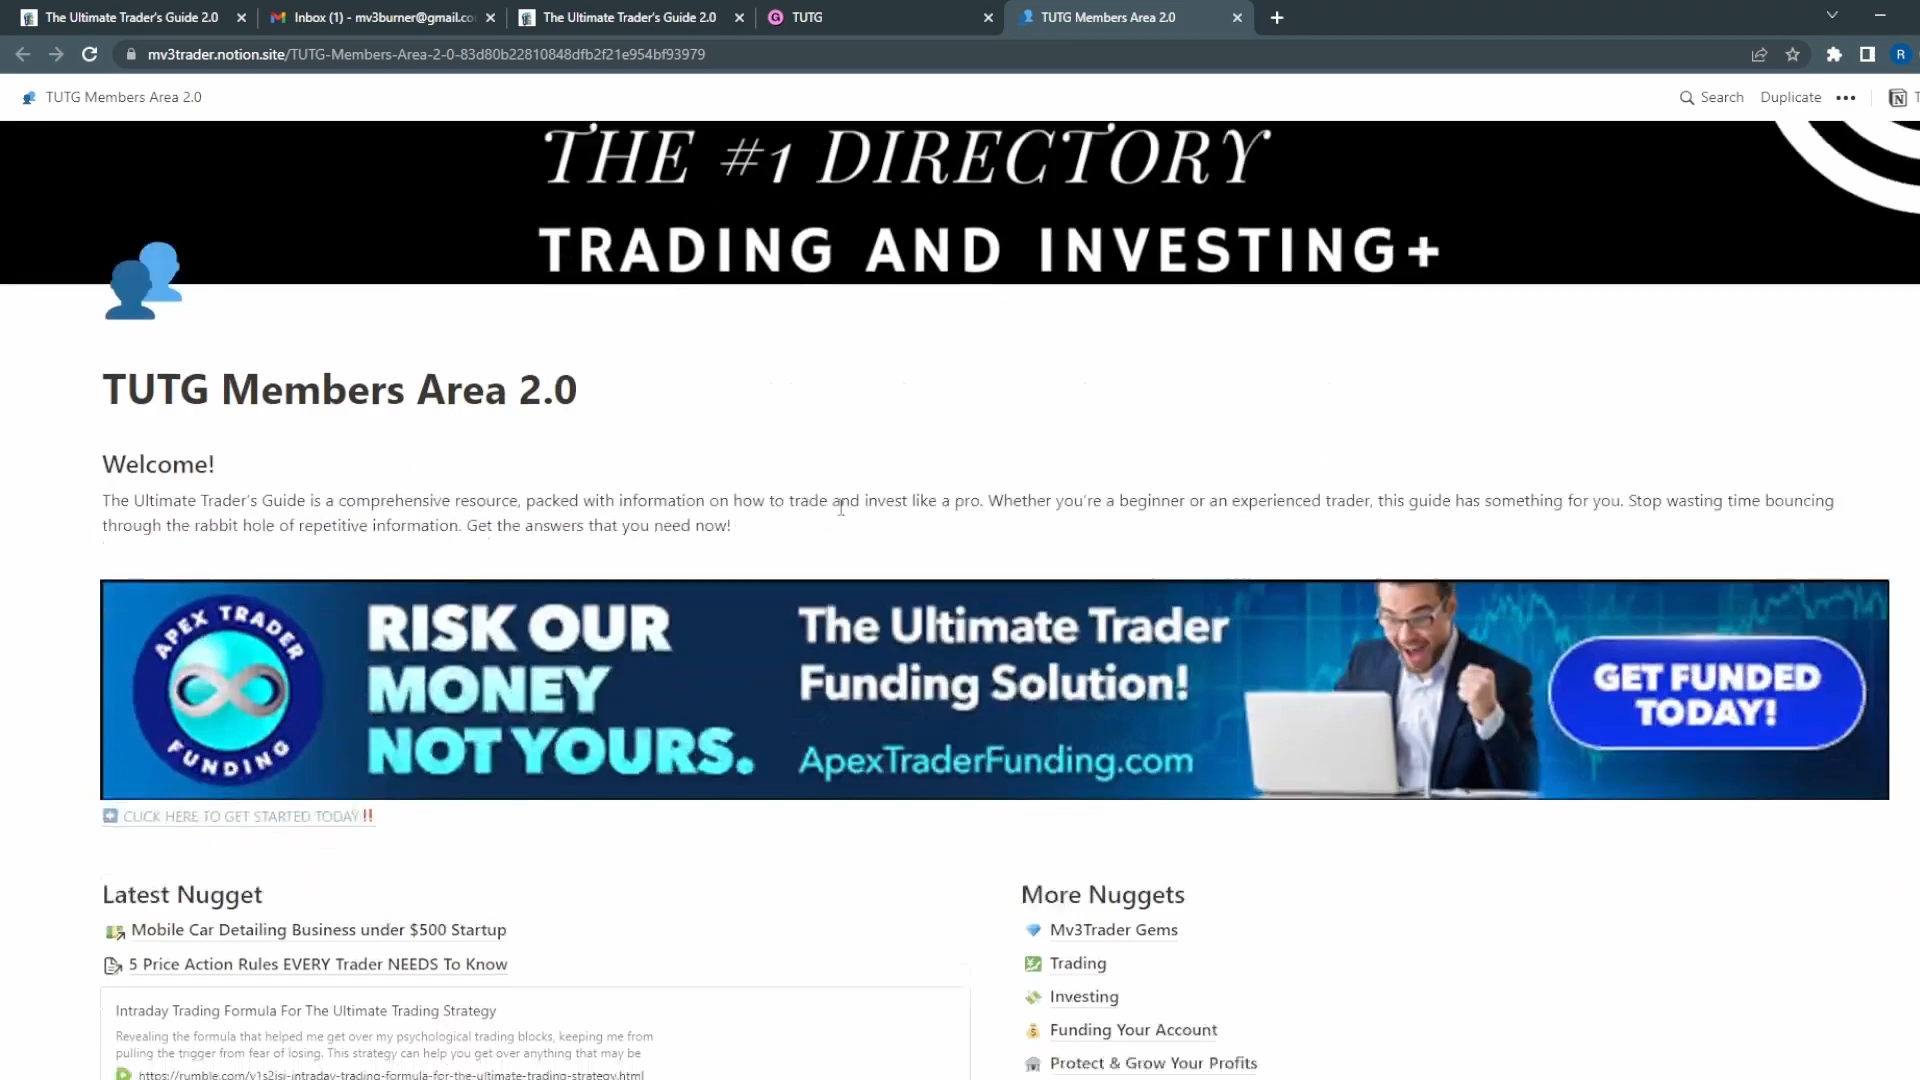 The Ultimate Trader's Guide 2.0
Inbox (1) - mv3burner@gmail.co
The Ultimate Trader's Guide 2.0
G TUTG
TUTG Members Area 2.0
mv3trader.notion.site/TUTG-Members-Area-2-0-83d80b22810848dfb2f21e954bf93979
R
TUTG Members Area 2.0
Search Duplicate
N T
THE #1 DIRECTORY
TRADING AND INVESTING+
TUTG Members Area 2.0
Welcome!
The Ultimate Trader's Guide is a comprehensive resource, packed with information on how to trade and invest like a pro. Whether you're a beginner or an experienced trader, this guide has something for you. Stop wasting time bouncing
through the rabbit hole of repetitive information. Get the answers that you need now!
APEX TRADER
FUNDING
RISK OUR
MONEY
NOT YOURS.
The Ultimate Trader
Funding Solution!
ApexTraderFunding.com
GET FUNDED
TODAY!
➡️ CLICK HERE TO GET STARTED TODAY‼️
Latest Nugget
Mobile Car Detailing Business under $500 Startup
5 Price Action Rules EVERY Trader NEEDS To Know
Intraday Trading Formula For The Ultimate Trading Strategy
Revealing the formula that helped me get over my psychological trading blocks, keeping me from
pulling the trigger from fear of losing. This strategy can help you get over anything that may be
https://rumble.com/v1s2isi-intraday-trading-formula-for-the-ultimate-trading-strategy.html
More Nuggets
Mv3Trader Gems
Trading
Investing
Funding Your Account
Protect & Grow Your Profits